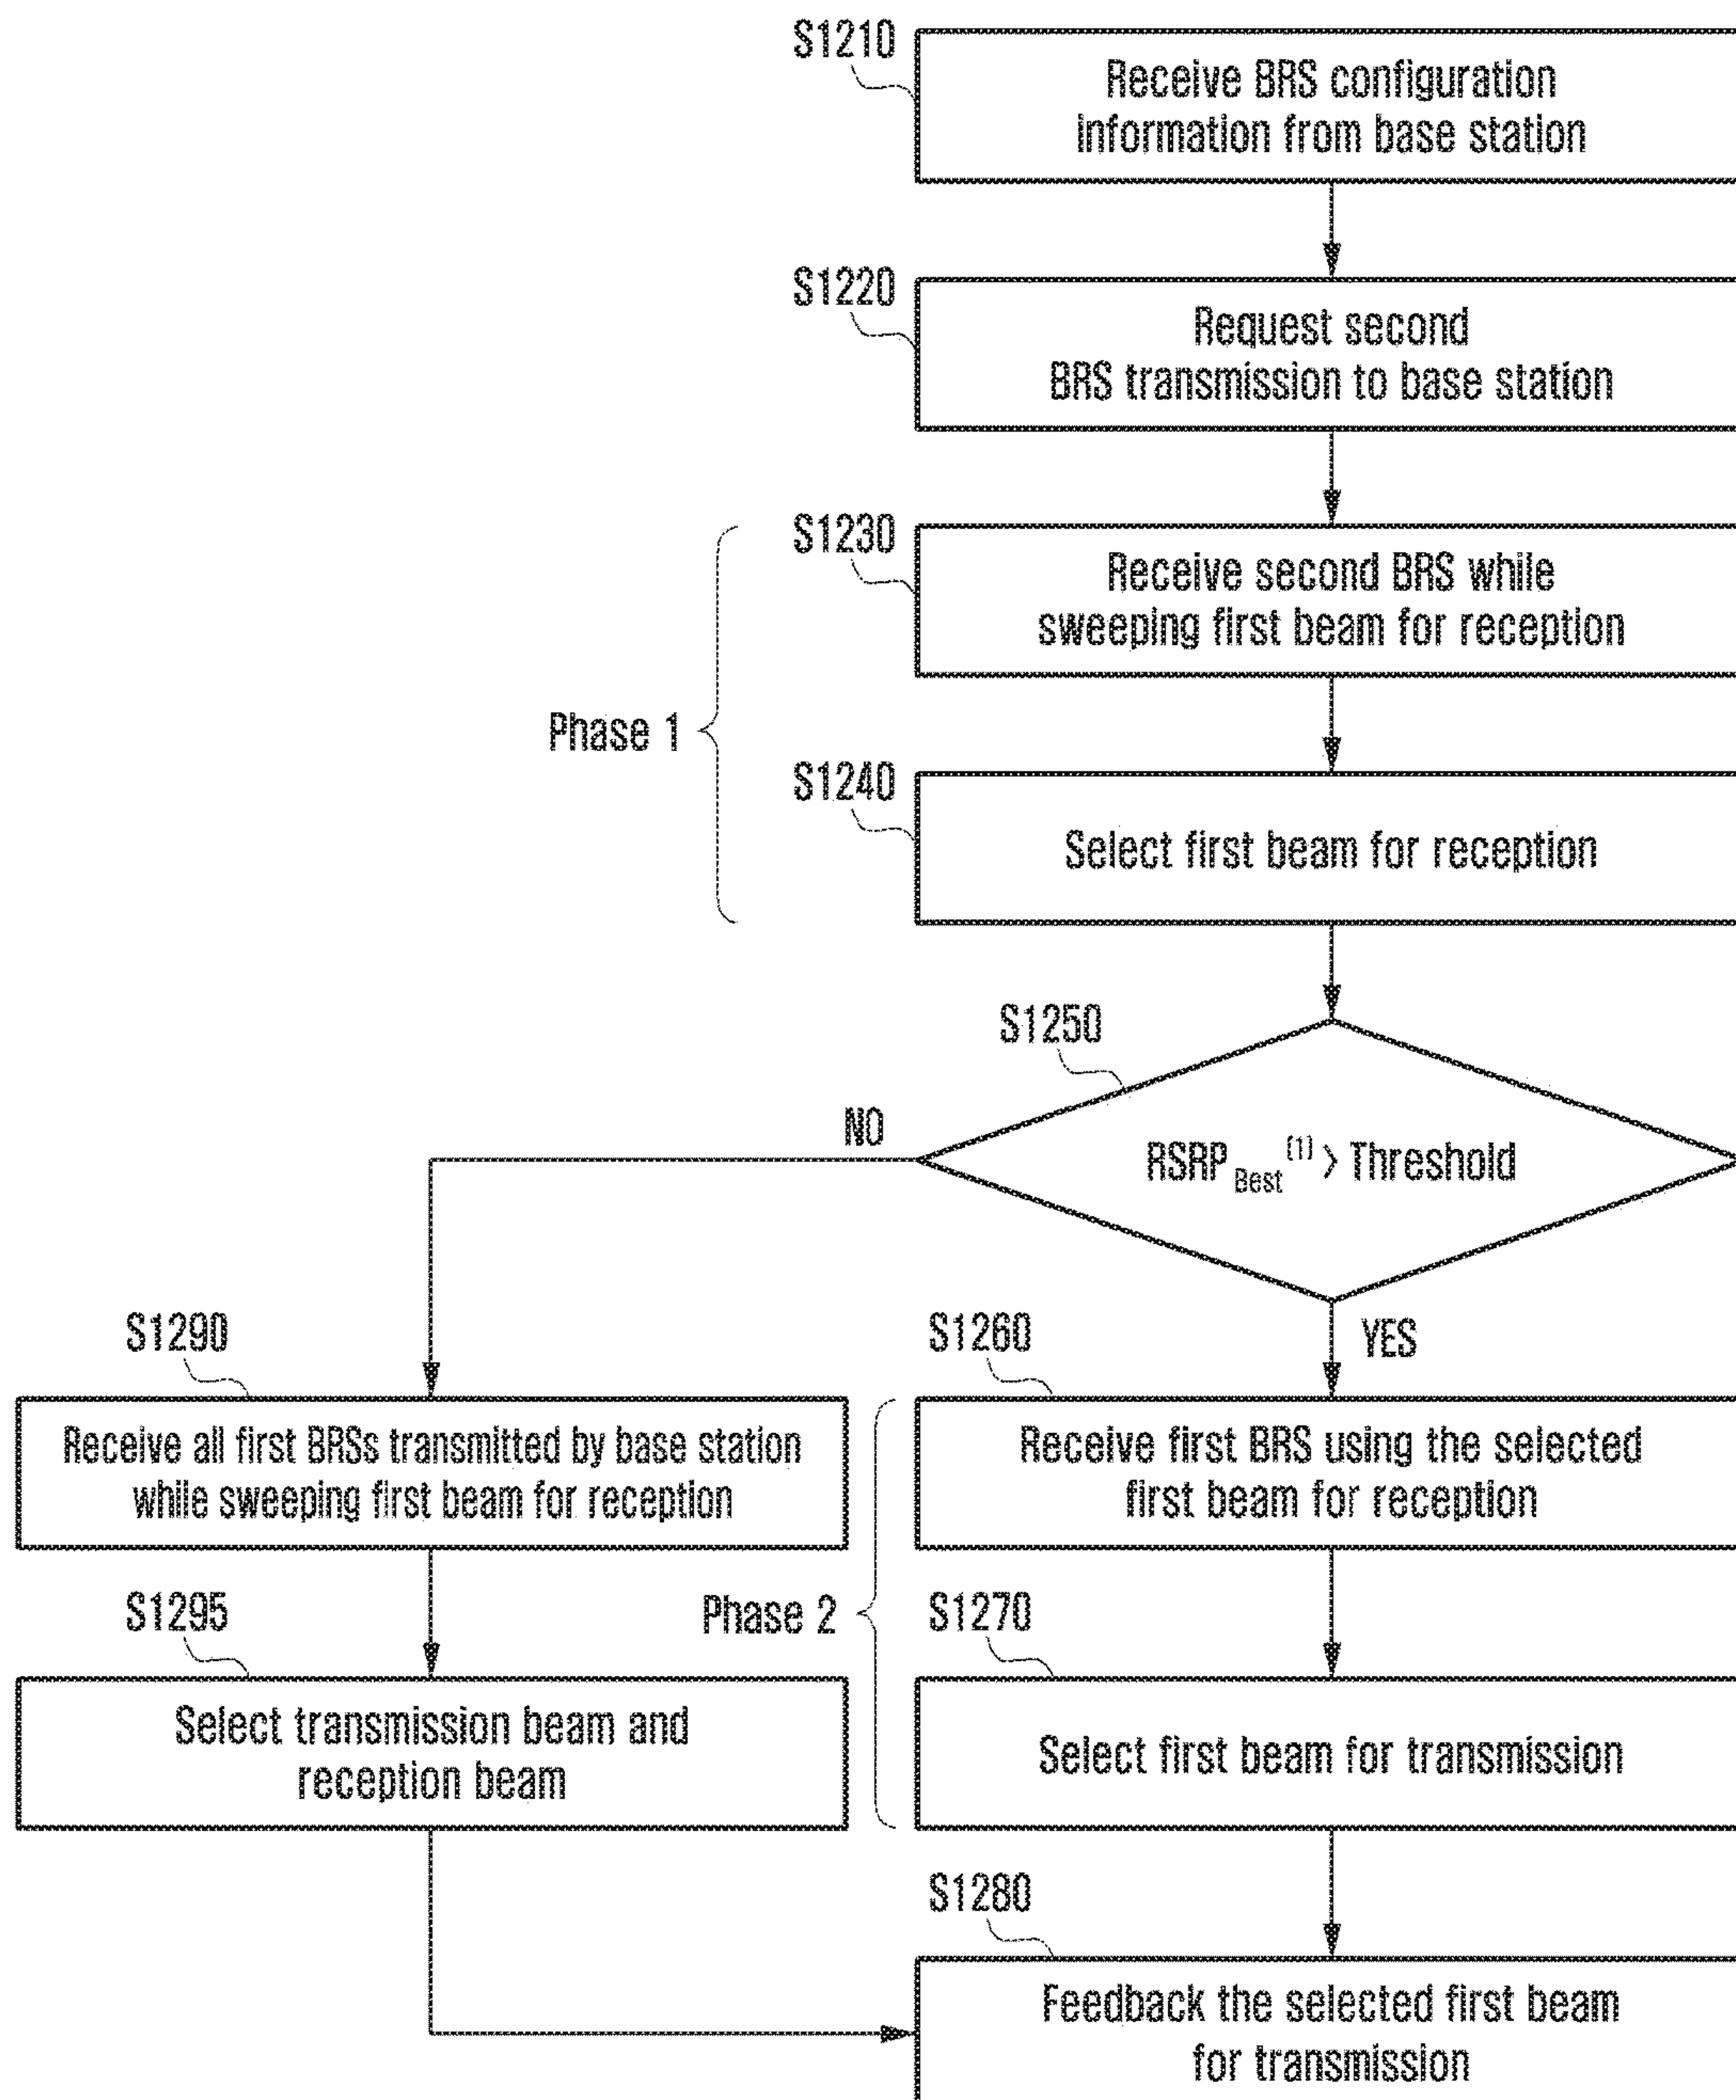 S1210
Receive BRS configuration
information from base station
S1220
Request second
BRS transmission to base station
S1230
Receive second BRS while
sweeping first beam for reception
Phase 1
S1240
Select first beam for reception
S1250
NO
RSRP Best (1) > Threshold
YES
S1290
Receive all first BRSs transmitted by base station
while sweeping first beam for reception
S1260
Receive first BRS using the selected
first beam for reception
Phase 2
S1295
Select transmission beam and
reception beam
S1270
Select first beam for transmission
S1280
Feedback the selected first beam
for transmission